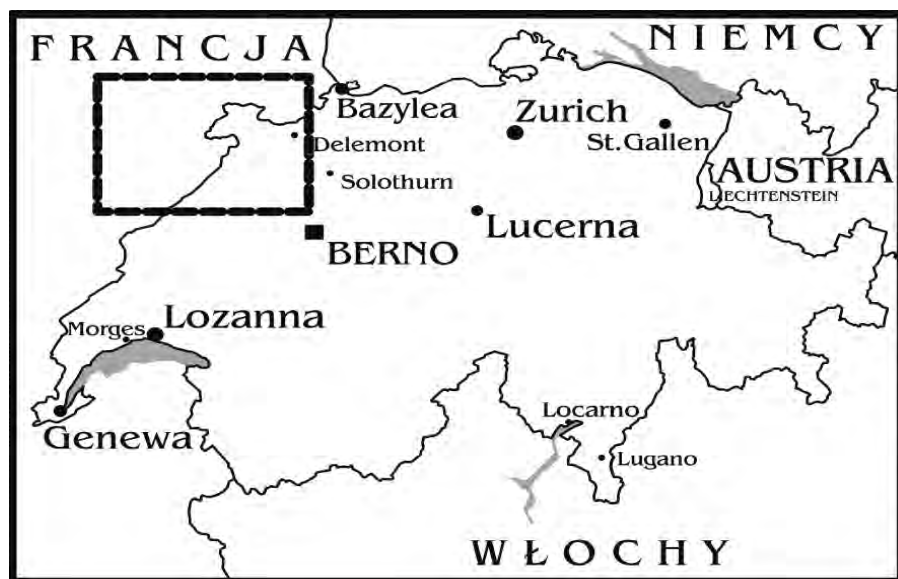 FRANCJA
NIEMCY
Bazylea
Zurich
Delemont
St.Gallen
Solothurn
AUSTRIA
LIECHTENSTEIN
Lucerna
BERNO
Morges
Lozanna
Genewa
Locarno
Lugano
WŁOCHY